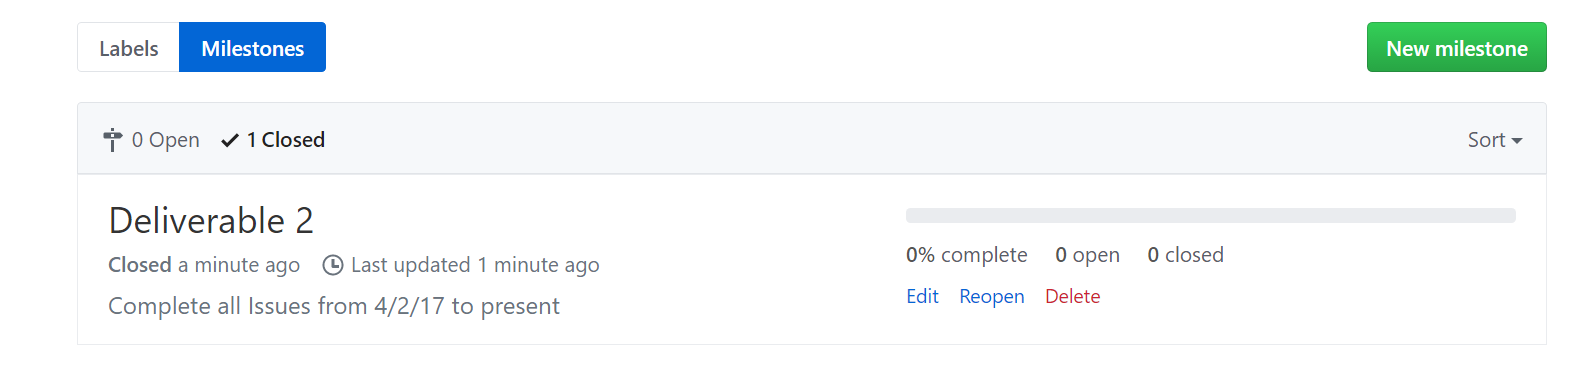 Labels Milestones New milestone
0 Open 1 Closed Sort
Deliverable 2
Closed a minute ago Last updated 1 minute ago
Complete all Issues from 4/2/17 to present
0% complete 0 open 0 closed
Edit Reopen Delete